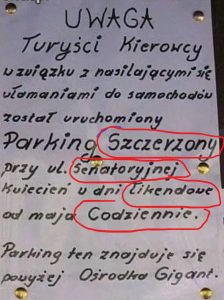 UWAGA
Turyści Kierowcy
w związku z nasilającymi się
włamaniami do samochodów
został uruchomiony
Parking Szczerzony
przy ul. Senatoryjnej
kwiecień w dni Łikendowe
od maja Codziennie.
Parking ten znajduje się
powyżej Ośrodka Gigant.